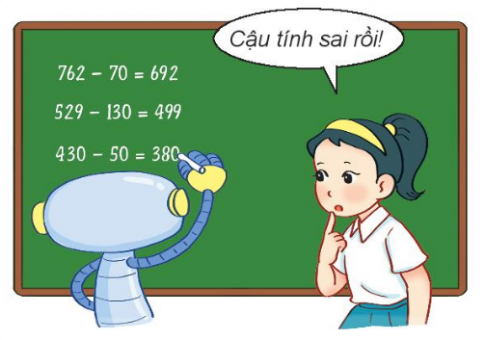 Cậu tính sai rồi!
762 – 70 = 692
529 – 130 = 499
430 – 50 = 380